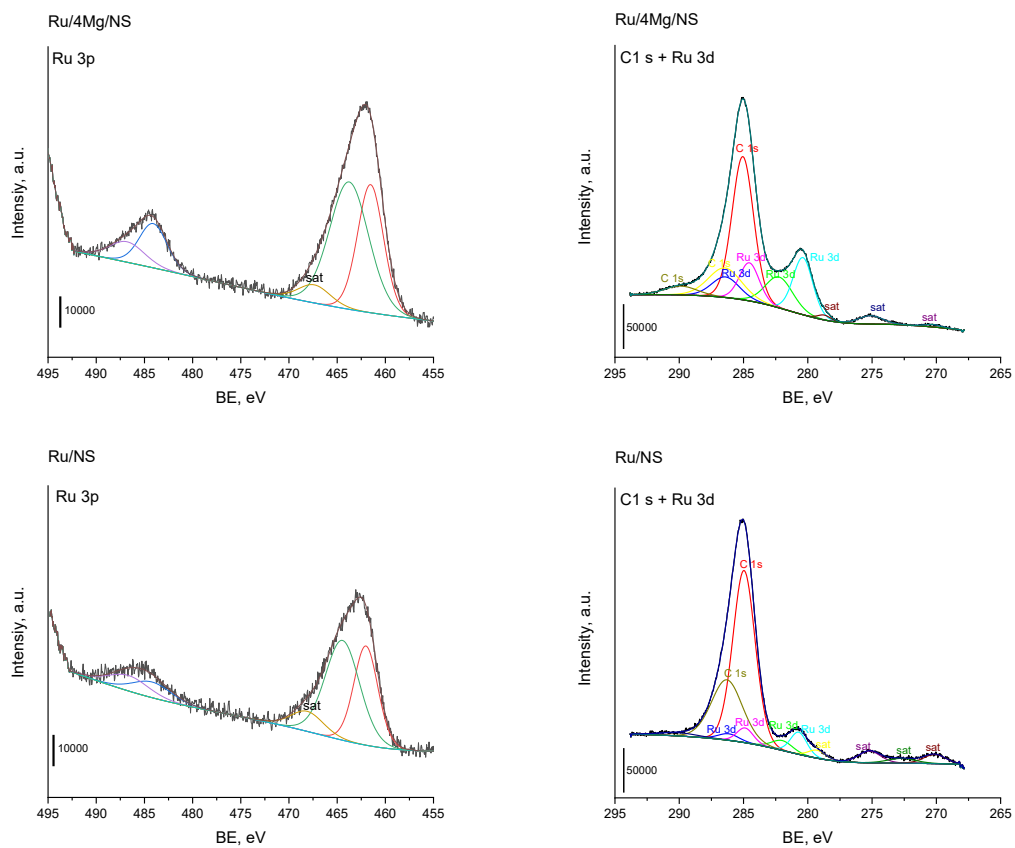 Ru/4Mg/NS
Ru 3p
Intensiy, a.u.
sat
10000
495 490 485 480 475 470 465 460 455
BE, eV
Ru/4Mg/NS
C1 s + Ru 3d
Intensity, a.u.
C 1s
Ru 3d
C 1s
C 1s
Ru 3d
Ru 3d
Ru 3d
sat
sat
sat
50000
295 290 285 280 275 270 265
BE, eV
Ru/NS
Ru 3p
Intensiy, a.u.
sat
10000
495 490 485 480 475 470 465 460 455
BE, eV
Ru/NS
C1 s + Ru 3d
Intensity, a.u.
C 1s
C 1s
Ru 3d
Ru 3d
Ru 3d
Ru 3d
sat
sat
sat
sat
50000
295 290 285 280 275 270 265
BE, eV